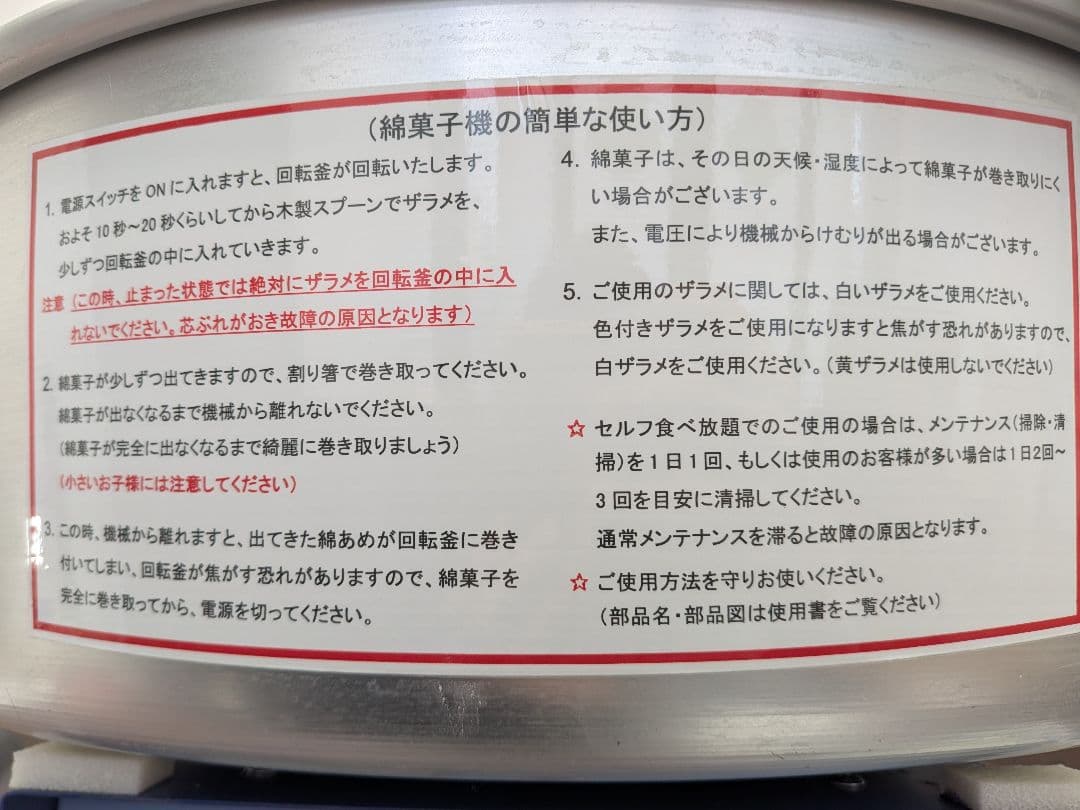 (綿菓子機の簡単な使い方)
1. 電源スイッチを ON に入れますと、回転釜が回転いたします。
およそ 10 秒～20 秒くらいしてから木製スプーンでザラメを、
少しずつ回転釜の中に入れていきます。
注意 (この時、止まった状態では絶対にザラメを回転釜の中に入
れないでください。芯ぶれがおき故障の原因となります)
2. 綿菓子が少しずつ出てきますので、割り箸で巻き取ってください。
綿菓子が出なくなるまで機械から離れないでください。
(綿菓子が完全に出なくなるまで綺麗に巻き取りましょう)
(小さいお子様には注意してください)
3. この時、機械から離れますと、出てきた綿あめが回転釜に巻き
付いてしまい、回転釜が焦がす恐れがありますので、綿菓子を
完全に巻き取ってから、電源を切ってください。
4. 綿菓子は、その日の天候・湿度によって綿菓子が巻き取りにく
い場合がございます。
また、電圧により機械からけむりが出る場合がございます。
5. ご使用のザラメに関しては、白いザラメをご使用ください。
色付きザラメをご使用になりますと焦がす恐れがありますので、
白ザラメをご使用ください。(黄ザラメは使用しないでください)
☆ セルフ食べ放題でのご使用の場合は、メンテナンス(掃除・清
掃)を1日1回、もしくは使用のお客様が多い場合は1日2回～
3回を目安に清掃してください。
通常メンテナンスを滞ると故障の原因となります。
☆ ご使用方法を守りお使いください。
(部品名・部品図は使用書をご覧ください)